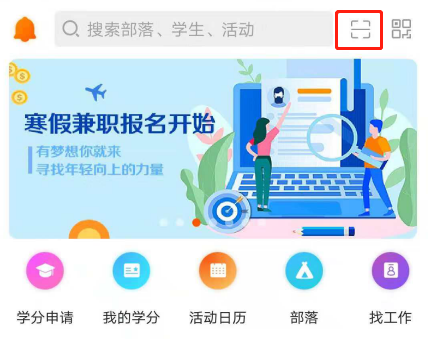 搜索部落、学生、活动
寒假兼职报名开始
有梦想你就来
寻找年轻向上的力量
学分申请
我的学分
活动日历
部落
找工作